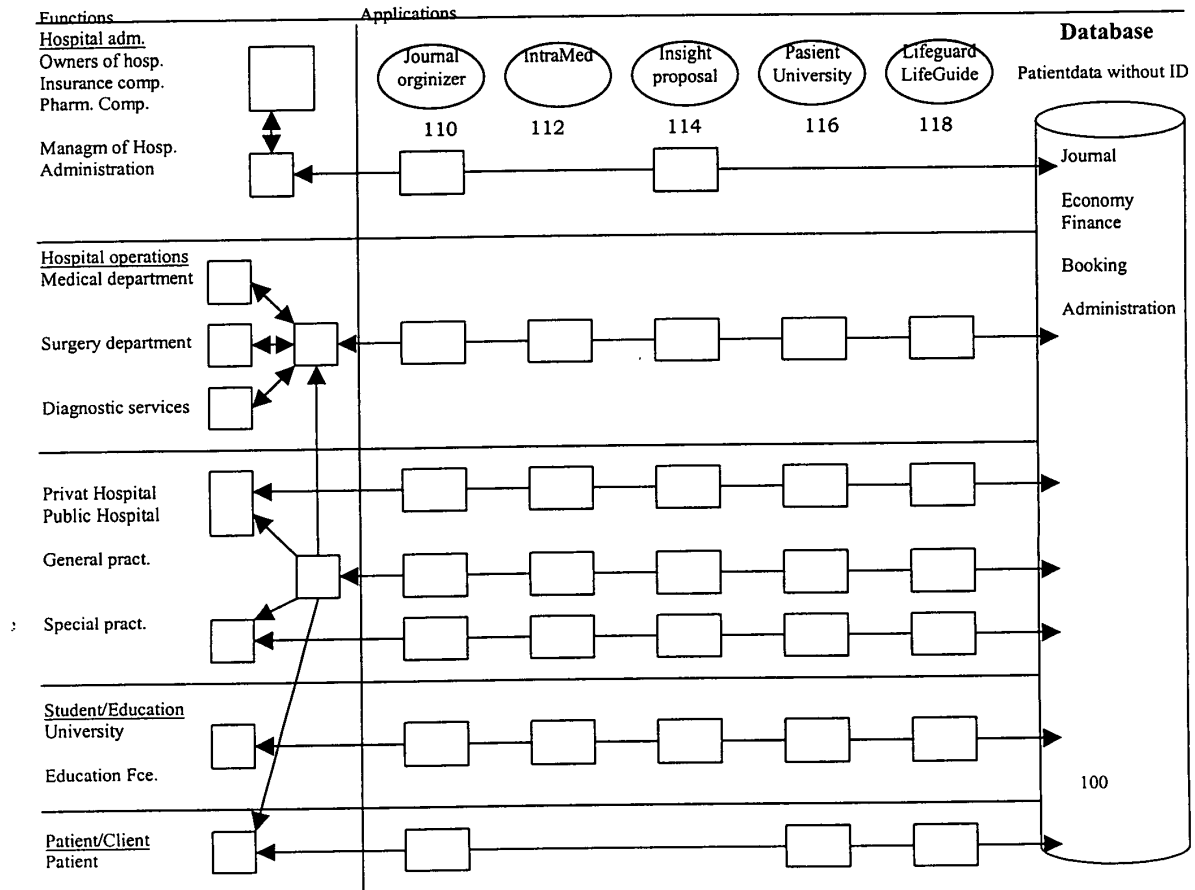 Functions
Applications
Hospital adm.
Owners of hosp.
Insurance comp.
Pharm. Comp.
Managm of Hosp.
Administration
Journal
orginizer
IntraMed
Insight
proposal
Pasient
University
Lifeguard
LifeGuide
110
112
114
116
118
Database
Patientdata without ID
Journal
Economy
Finance
Booking
Administration
Hospital operations
Medical department
Surgery department
Diagnostic services
Privat Hospital
Public Hospital
General pract.
Special pract.
Student/Education
University
Education Fce.
100
Patient/Client
Patient